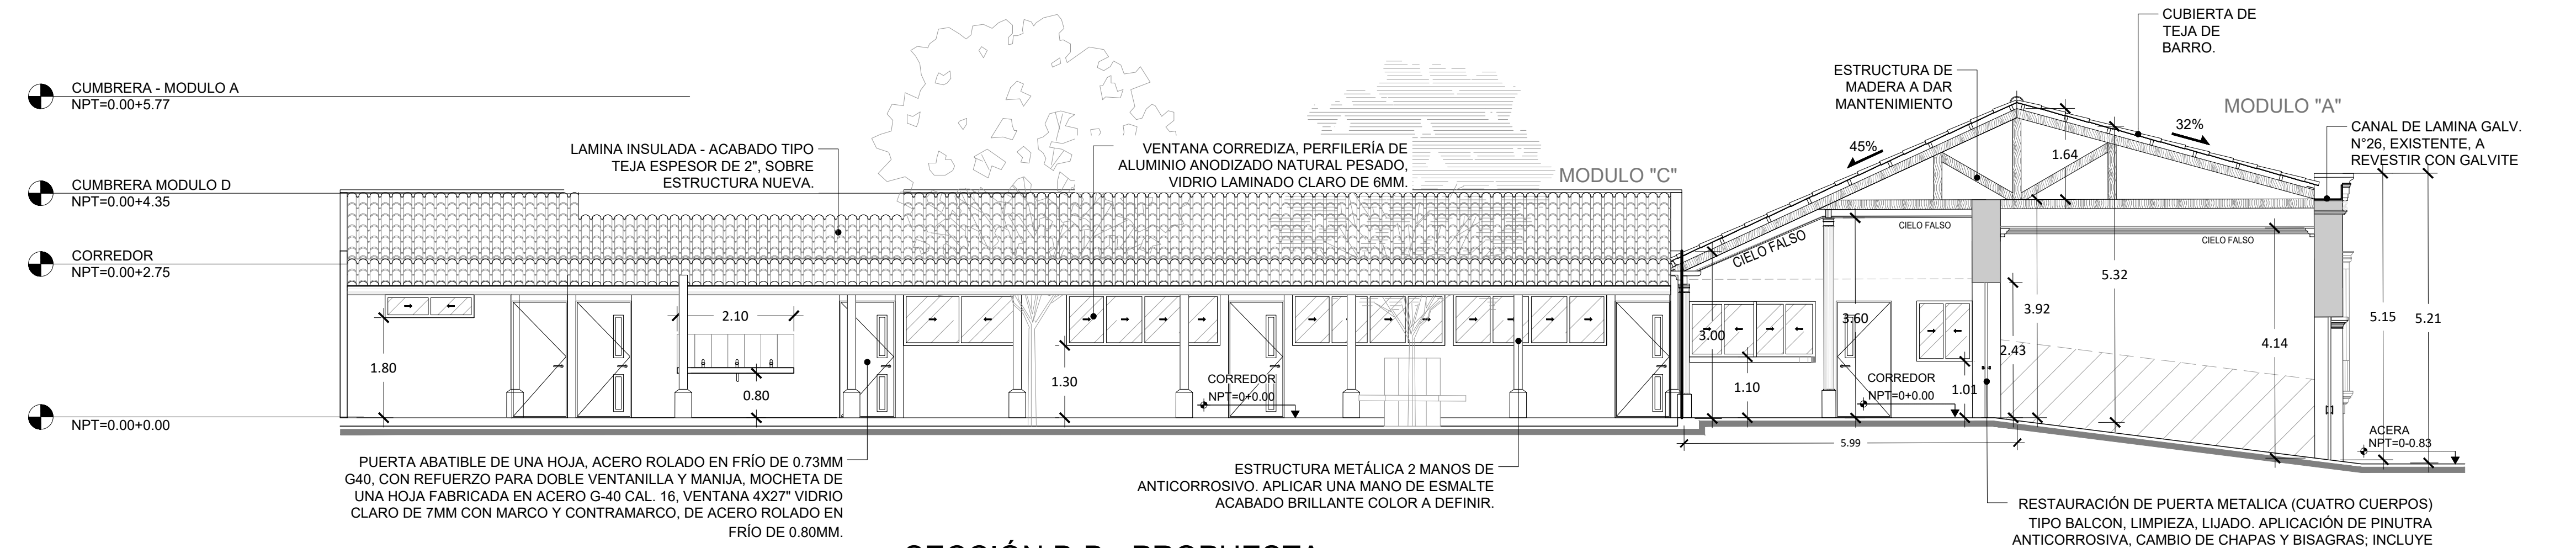 CUMBRERA - MODULO A
NPT=0.00+5.77
CUMBRERA MODULO D
NPT=0.00+4.35
CORREDOR
NPT=0.00+2.75
NPT=0.00+0.00
LAMINA INSULADA - ACABADO TIPO
TEJA ESPESOR DE 2", SOBRE
ESTRUCTURA NUEVA.
VENTANA CORREDIZA, PERFILERÍA DE
ALUMINIO ANODIZADO NATURAL PESADO,
VIDRIO LAMINADO CLARO DE 6MM.
MODULO "C"
ESTRUCTURA DE
MADERA A DAR
MANTENIMIENTO
CUBIERTA DE
TEJA DE
BARRO.
MODULO "A"
CANAL DE LAMINA GALV.
N°26, EXISTENTE, A
REVESTIR CON GALVITE
45%
32%
1.64
CIELO FALSO
CIELO FALSO
CIELO FALSO
1.80
2.10
0.80
1.30
CORREDOR
NPT=0+0.00
3.00
1.10
3.60
CORREDOR
NPT=0+0.00
1.01
2.43
3.92
5.32
4.14
5.15
5.21
5.99
ACERA
NPT=0-0.83
PUERTA ABATIBLE DE UNA HOJA, ACERO ROLADO EN FRÍO DE 0.73MM
G40, CON REFUERZO PARA DOBLE VENTANILLA Y MANIJA, MOCHETA DE
UNA HOJA FABRICADA EN ACERO G-40 CAL. 16, VENTANA 4X27" VIDRIO
CLARO DE 7MM CON MARCO Y CONTRAMARCO, DE ACERO ROLADO EN
FRÍO DE 0.80MM.
ESTRUCTURA METÁLICA 2 MANOS DE
ANTICORROSIVO. APLICAR UNA MANO DE ESMALTE
ACABADO BRILLANTE COLOR A DEFINIR.
RESTAURACIÓN DE PUERTA METALICA (CUATRO CUERPOS)
TIPO BALCON, LIMPIEZA, LIJADO. APLICACIÓN DE PINUTRA
ANTICORROSIVA, CAMBIO DE CHAPAS Y BISAGRAS; INCLUYE